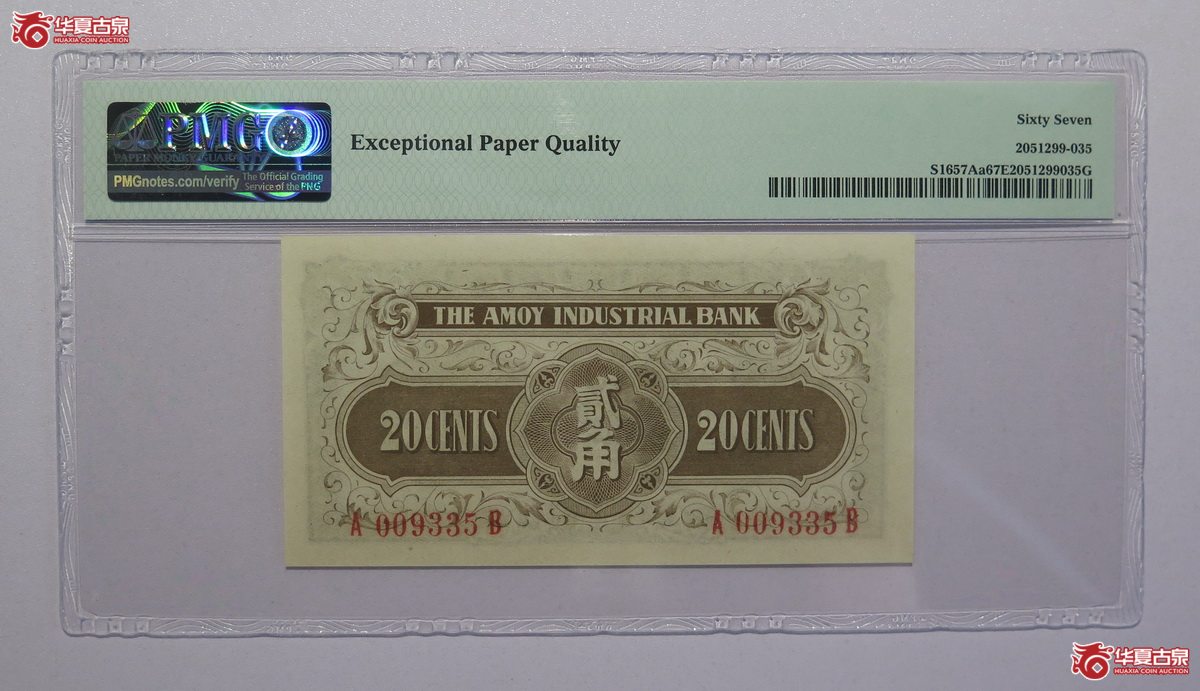 华夏古泉
HUAXIA COIN AUCTION
PMG
PAPER MONEY GUARANTY
PMGnotes.com/verify
The Official Grading
Service of the PNG
Exceptional Paper Quality
Sixty Seven
2051299-035
S1657Aa67E2051299035G
THE AMOY INDUSTRIAL BANK
20 CENTS
貳角
20 CENTS
A 009335 B
A 009335 B
华夏古泉
HUAXIA COIN AUCTION